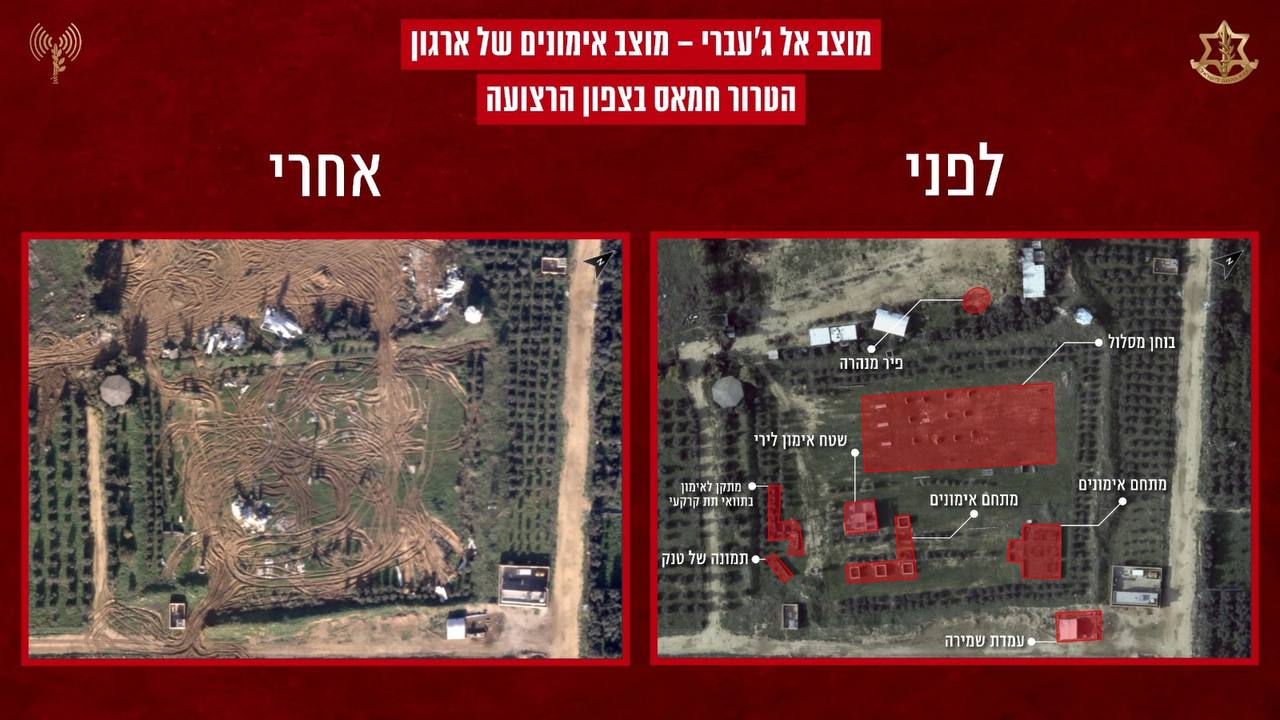 מוצב אל ג'עברי – מוצב אימונים של ארגון
הטרור חמאס בצפון הרצועה
לפני
אחרי
פיר מנהרה
בוחן מסלול
שטח אימון לירי
מתקן לאימון
בתוואי תת קרקעי
מתחם אימונים
מתחם אימונים
תמונה של טנק
עמדת שמירה
N
N